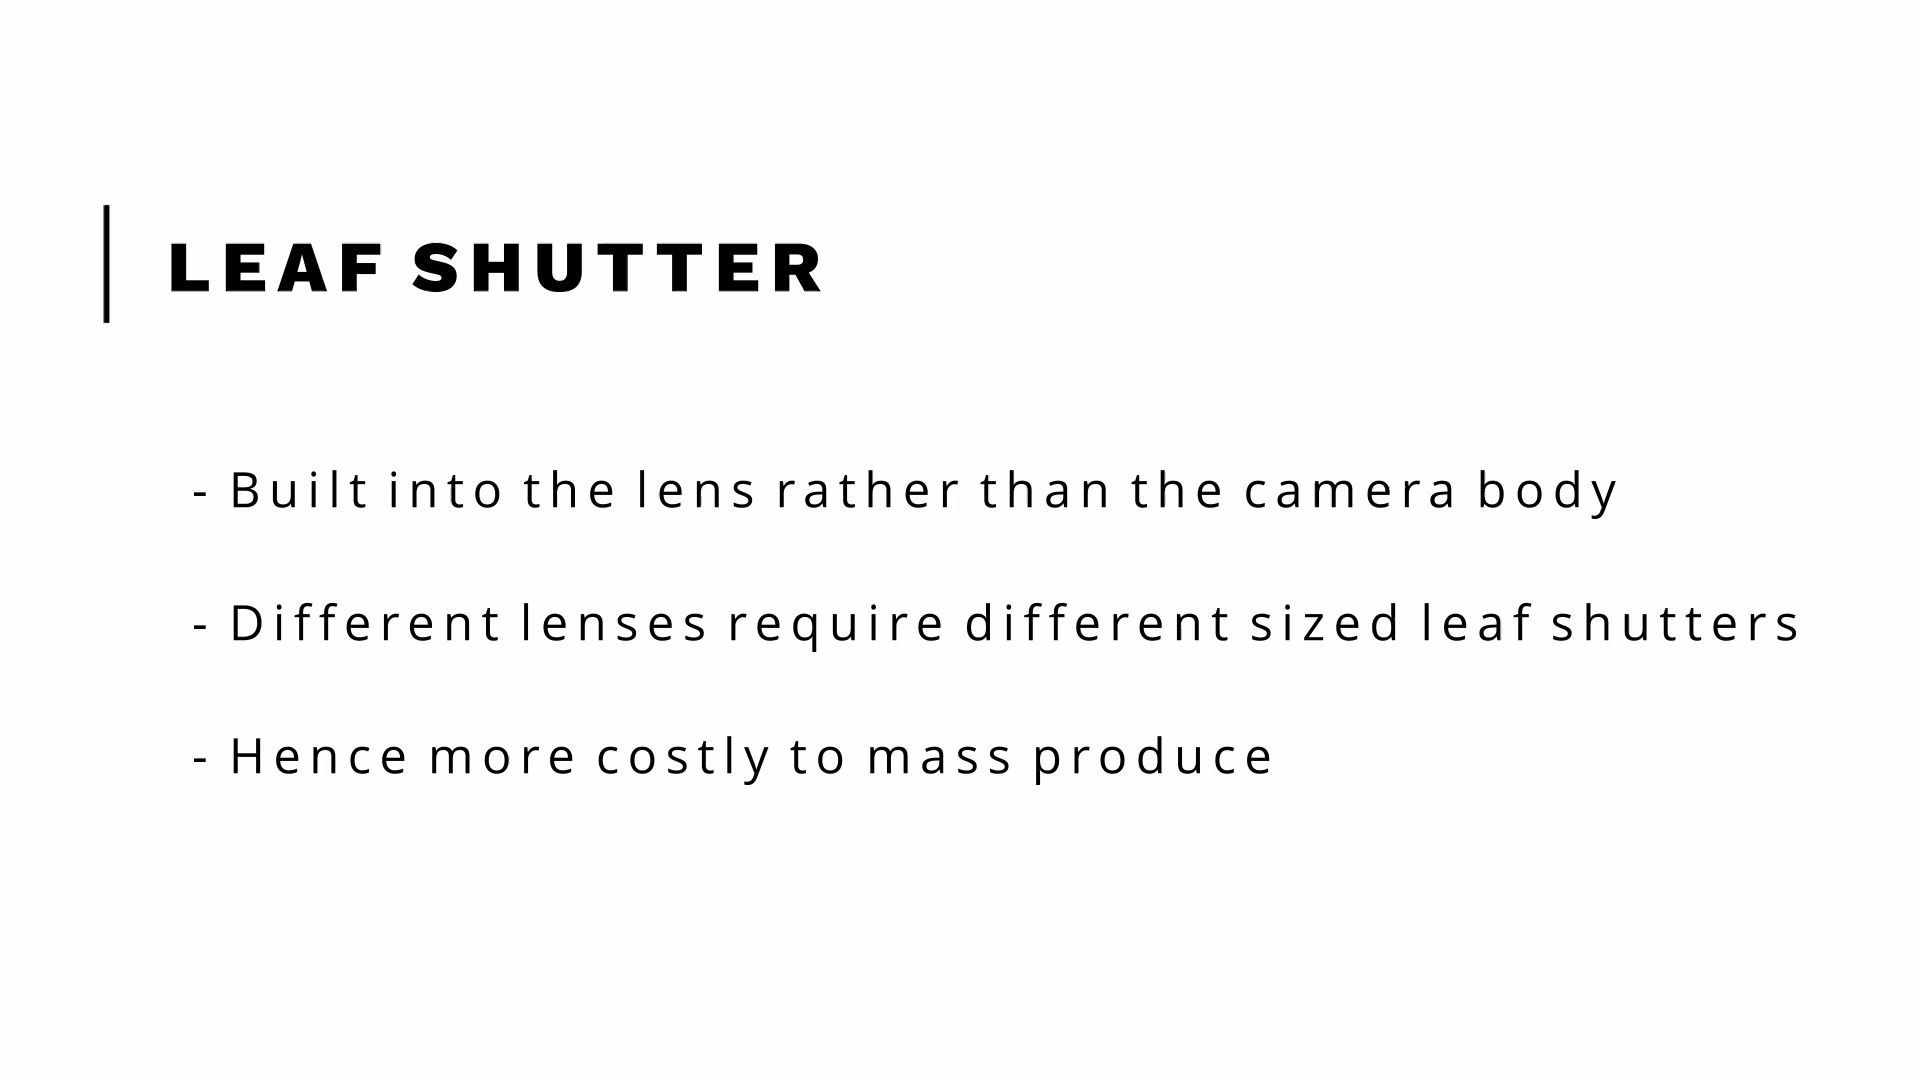 LEAF SHUTTER
- Built into the lens rather than the camera body
- Different lenses require different sized leaf shutters
- Hence more costly to mass produce